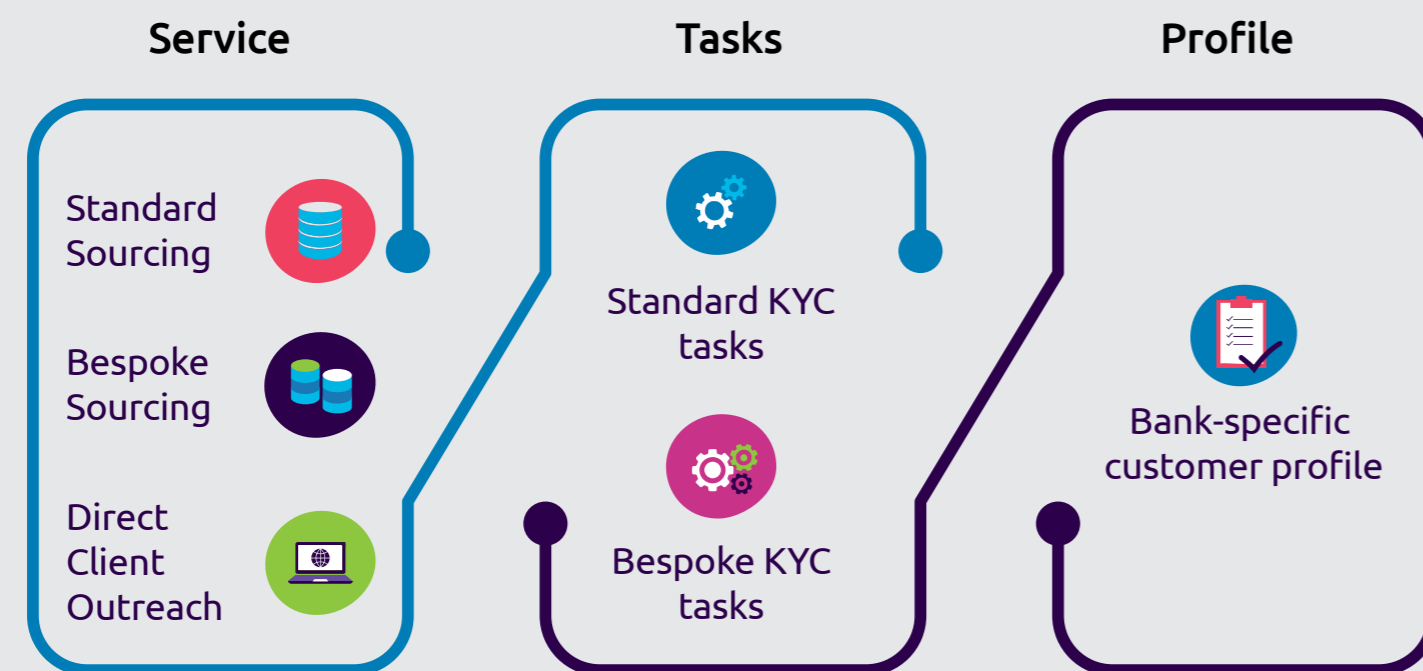 Service
Tasks
Profile
Standard
Sourcing
Bespoke
Sourcing
Direct
Client
Outreach
Standard KYC
tasks
Bespoke KYC
tasks
Bank-specific
customer profile